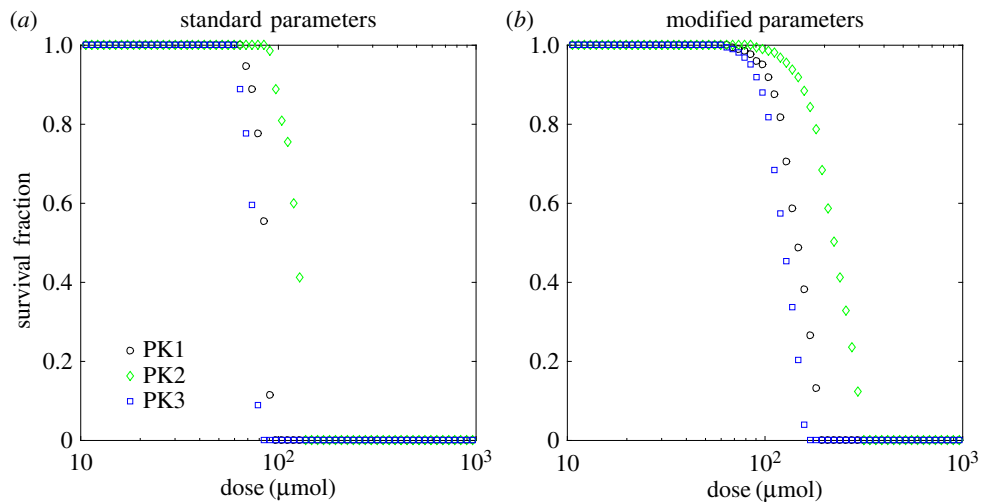 (a) standard parameters
1.0
0.8
0.6
0.4
0.2
0
survival fraction
PK1
PK2
PK3
10 10² 10³
dose (μmol)
(b) modified parameters
1.0
0.8
0.6
0.4
0.2
0
10 10² 10³
dose (μmol)